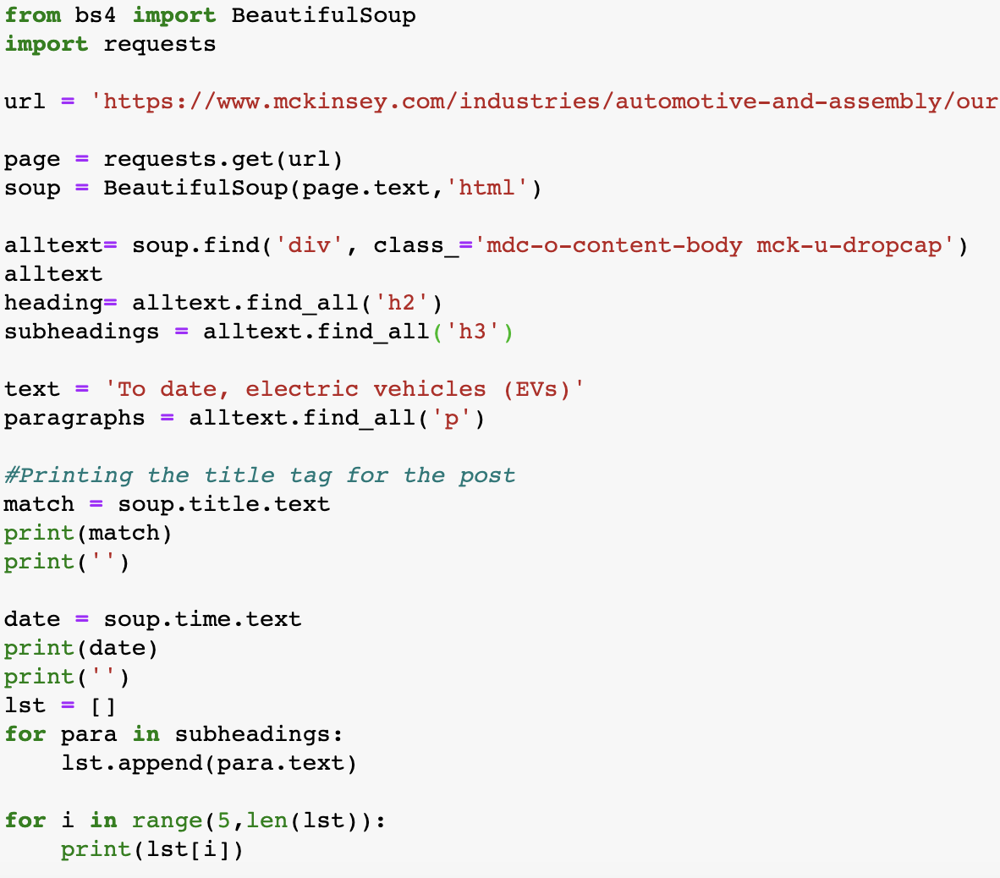 from bs4 import BeautifulSoup
import requests
url = 'https://www.mckinsey.com/industries/automotive-and-assembly/our
page = requests.get(url)
soup = BeautifulSoup(page.text,'html')
alltext= soup.find('div', class_='mdc-o-content-body mck-u-dropcap')
alltext
heading= alltext.find_all('h2')
subheadings = alltext.find_all('h3')
text = 'To date, electric vehicles (EVs)'
paragraphs = alltext.find_all('p')
#Printing the title tag for the post
match = soup.title.text
print(match)
print('')
date = soup.time.text
print(date)
print('')
lst = []
for para in subheadings:
    lst.append(para.text)
for i in range(5,len(lst)):
    print(lst[i])